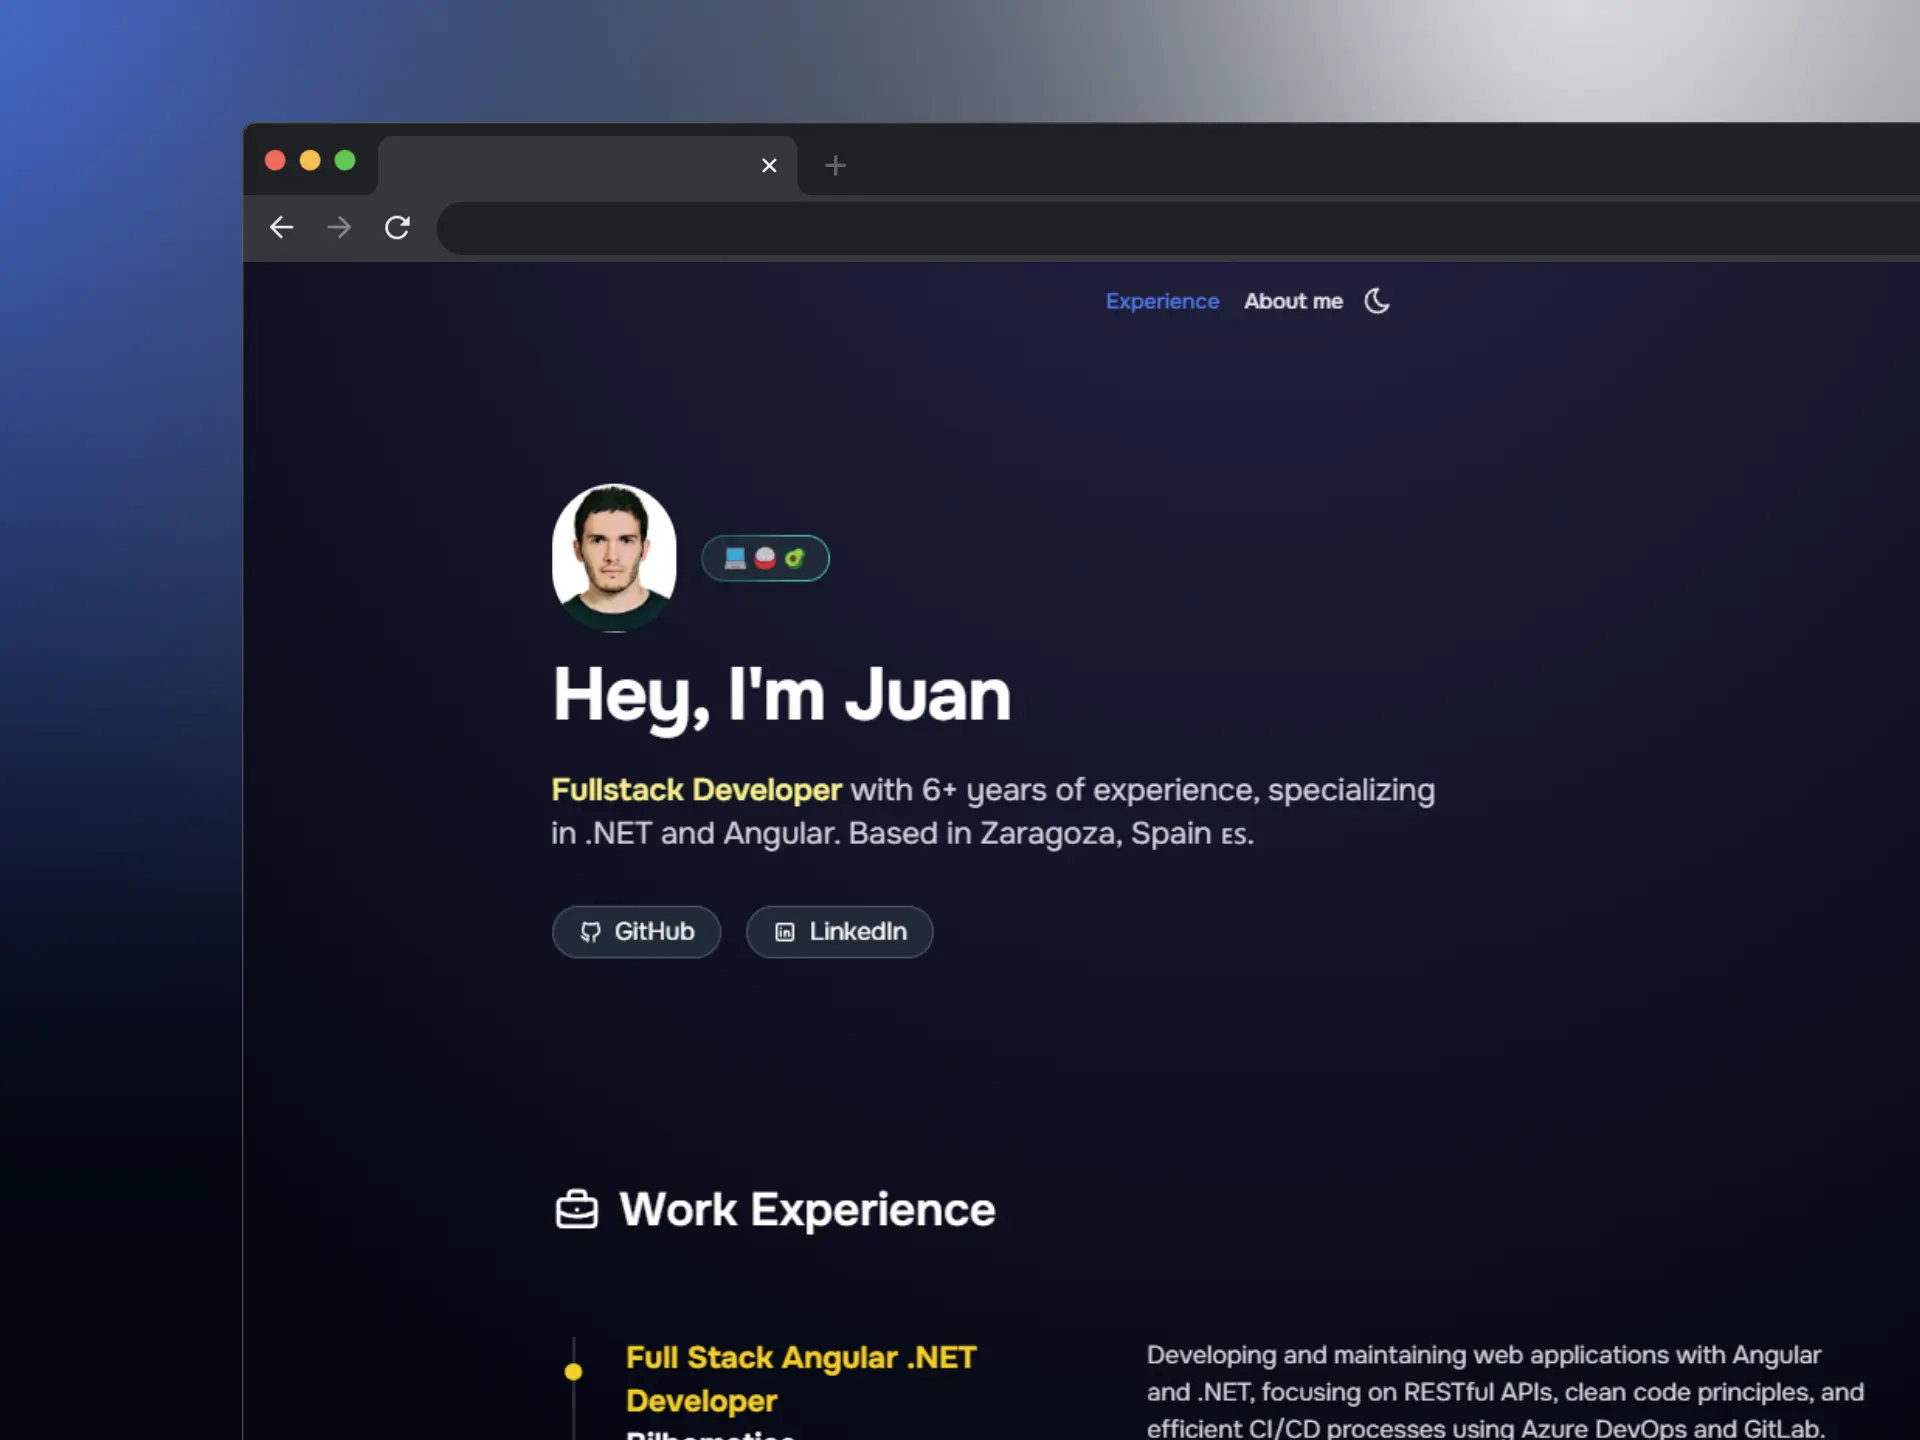 Experience About me
Hey, I'm Juan
Fullstack Developer with 6+ years of experience, specializing
in .NET and Angular. Based in Zaragoza, Spain ES.
GitHub LinkedIn
Work Experience
Full Stack Angular .NET
Developer
Developing and maintaining web applications with Angular
and .NET, focusing on RESTful APIs, clean code principles, and
efficient CI/CD processes using Azure DevOps and GitLab.